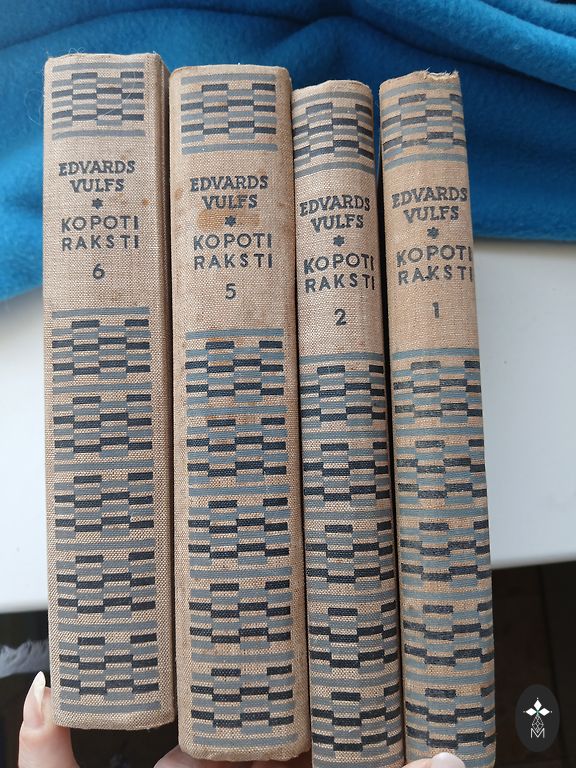 EDVARDS
VULFS
*
KOPOTI
RAKSTI
6
EDVARDS
VULFS
*
KOPOTI
RAKSTI
5
EDVARDS
VULFS
*
KOPOTI
RAKSTI
2
EDVARDS
VULFS
*
KOPOTI
RAKSTI
1